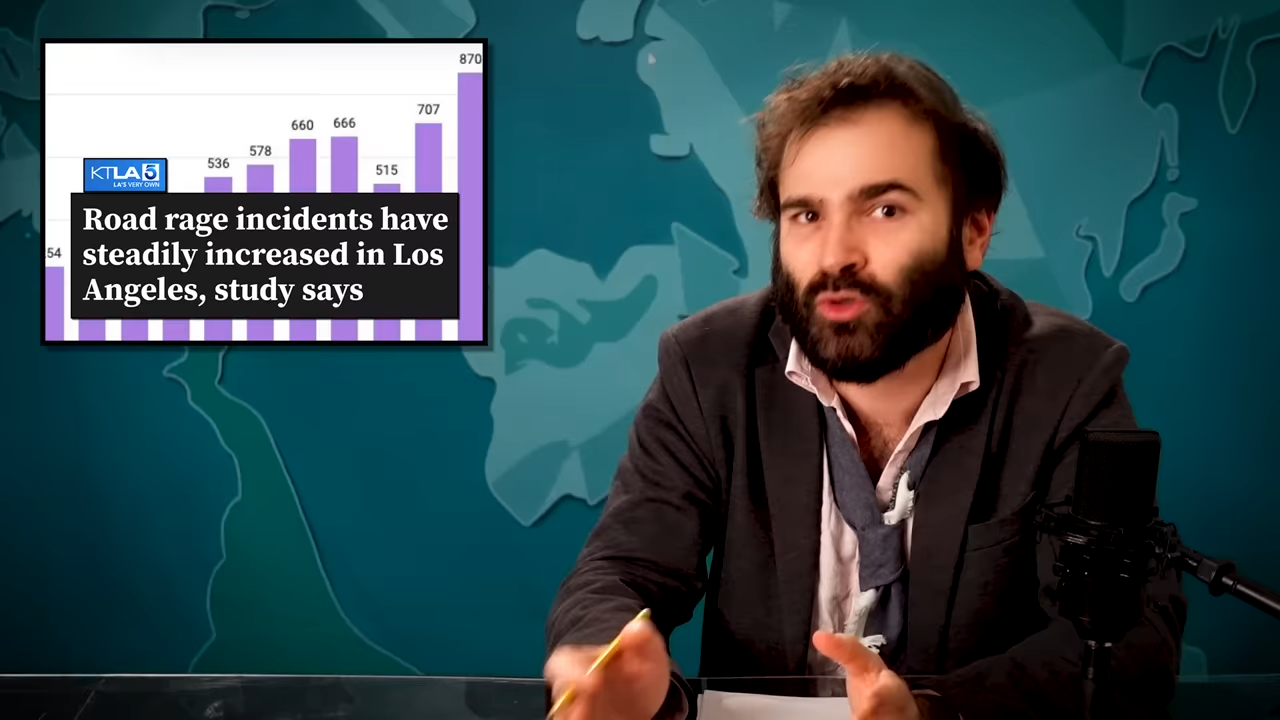 870
707
660
666
578
536
515
54
KTLA 5
LA'S VERY OWN
Road rage incidents have
steadily increased in Los
Angeles, study says